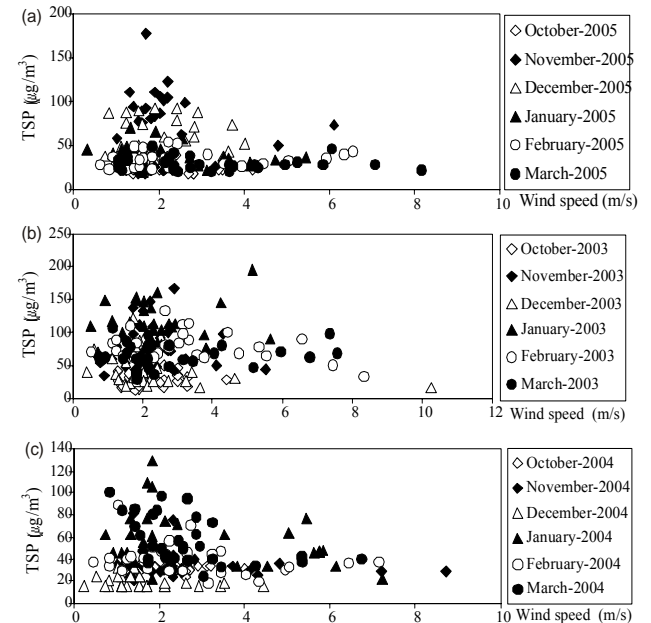 (a)
200
150
100
50
0
TSP (µg/m³)
0 2 4 6 8 10
Wind speed (m/s)
October-2005
November-2005
December-2005
January-2005
February-2005
March-2005
(b)
250
200
150
100
50
0
TSP (µg/m³)
0 2 4 6 8 10 12
Wind speed (m/s)
October-2003
November-2003
December-2003
January-2003
February-2003
March-2003
(c)
140
120
100
80
60
40
20
0
TSP (µg/m³)
0 2 4 6 8 10
Wind speed (m/s)
October-2004
November-2004
December-2004
January-2004
February-2004
March-2004